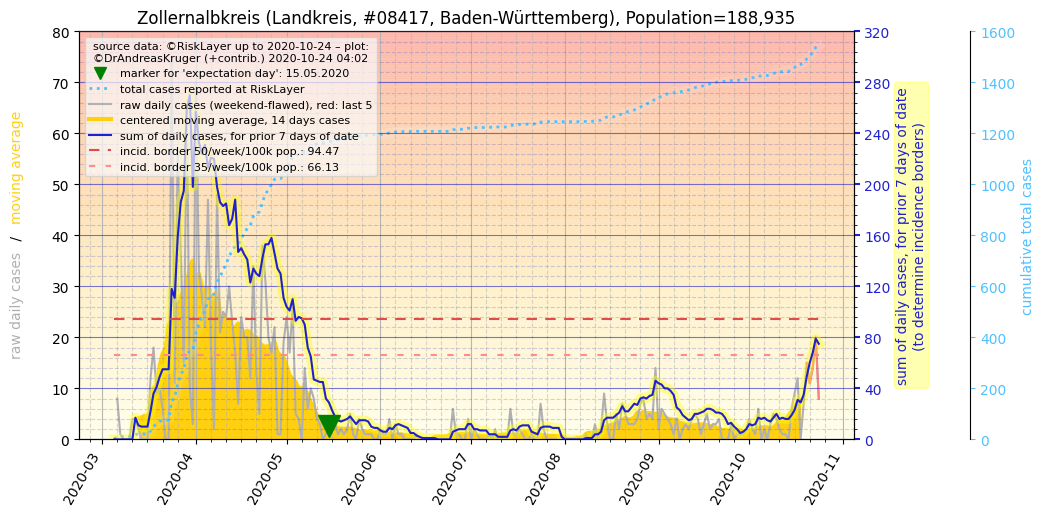 Zollernalbkreis (Landkreis, #08417, Baden-Württemberg), Population=188,935
source data: ©RiskLayer up to 2020-10-24 – plot:
©DrAndreasKruger (+contrib.) 2020-10-24 04:02
marker for 'expectation day': 15.05.2020
total cases reported at RiskLayer
raw daily cases (weekend-flawed), red: last 5
centered moving average, 14 days cases
sum of daily cases, for prior 7 days of date
incid. border 50/week/100k pop.: 94.47
incid. border 35/week/100k pop.: 66.13
raw daily cases / moving average
80
70
60
50
40
30
20
10
0
2020-03
2020-04
2020-05
2020-06
2020-07
2020-08
2020-09
2020-10
2020-11
320
280
240
200
160
120
80
40
0
sum of daily cases, for prior 7 days of date
(to determine incidence borders)
1600
1400
1200
1000
800
600
400
200
0
cumulative total cases